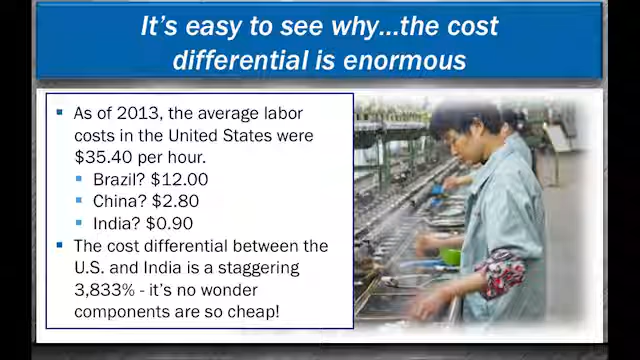 It's easy to see why...the cost
differential is enormous
▪ As of 2013, the average labor
costs in the United States were
$35.40 per hour.
▪ Brazil? $12.00
▪ China? $2.80
▪ India? $0.90
▪ The cost differential between the
U.S. and India is a staggering
3,833% - it's no wonder
components are so cheap!